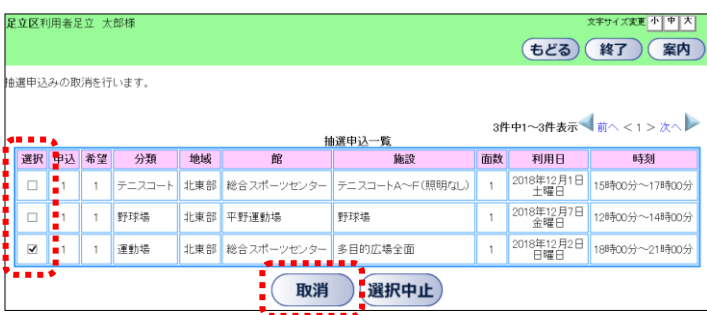 足立区利用者足立 太郎様
文字サイズ変更 小 中 大
もどる 終了 案内
抽選申込みの取消を行います。
3件中1～3件表示 前へ < 1 > 次へ
抽選申込一覧
選択 申込 希望 分類 地域 館 施設 面数 利用日 時刻
1 1 テニスコート 北東部 総合スポーツセンター テニスコートA～F(照明なし) 1 2018年12月1日 土曜日 15時00分～17時00分
1 1 野球場 北東部 平野運動場 野球場 1 2018年12月7日 金曜日 12時00分～14時00分
1 1 運動場 北東部 総合スポーツセンター 多目的広場全面 1 2018年12月2日 日曜日 18時00分～21時00分
取消 選択中止